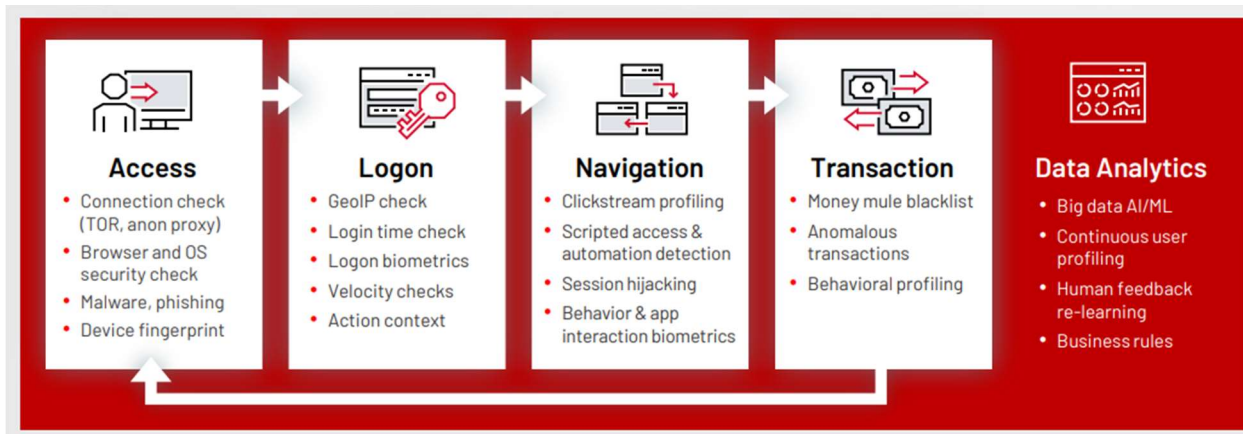 Access
• Connection check
(TOR, anon proxy)
• Browser and OS
security check
• Malware, phishing
• Device fingerprint
Logon
• GeoIP check
• Login time check
• Logon biometrics
• Velocity checks
• Action context
Navigation
• Clickstream profiling
• Scripted access &
automation detection
• Session hijacking
• Behavior & app
interaction biometrics
Transaction
• Money mule blacklist
• Anomalous
transactions
• Behavioral profiling
Data Analytics
• Big data AI/ML
• Continuous user
profiling
• Human feedback
re-learning
• Business rules